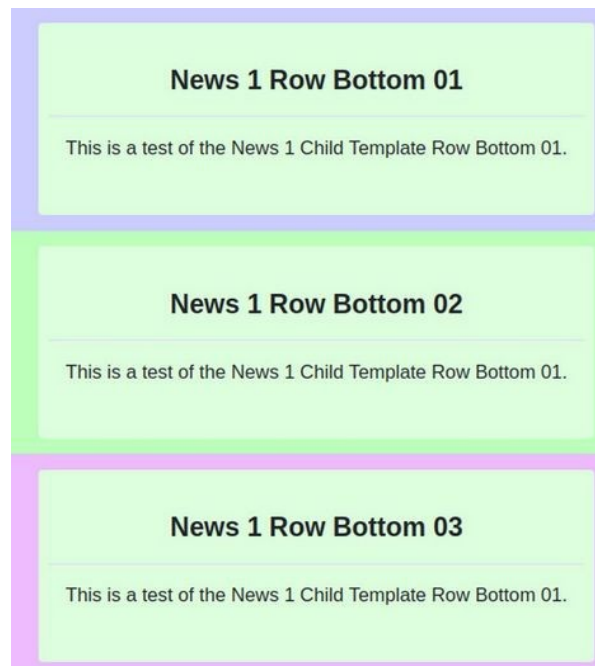 News 1 Row Bottom 01
This is a test of the News 1 Child Template Row Bottom 01.
News 1 Row Bottom 02
This is a test of the News 1 Child Template Row Bottom 01.
News 1 Row Bottom 03
This is a test of the News 1 Child Template Row Bottom 01.